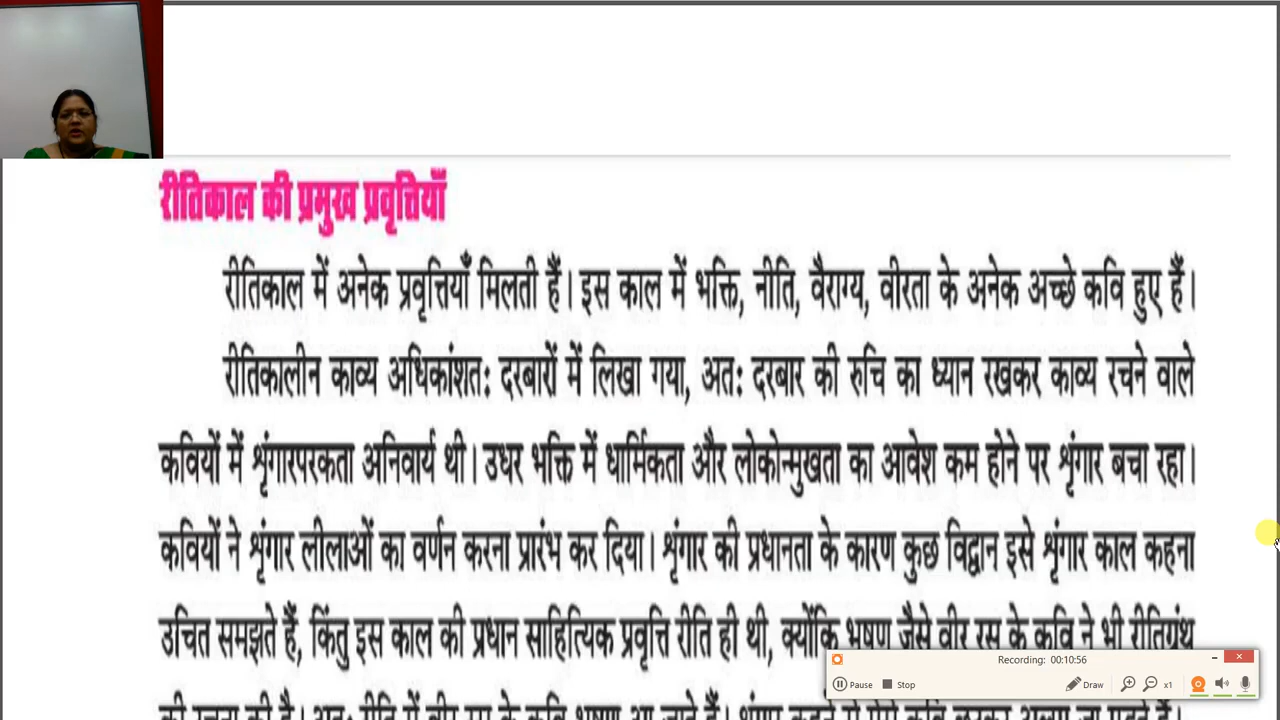 रीतिकाल की प्रमुख प्रवृत्तियाँ
रीतिकाल में अनेक प्रवृत्तियाँ मिलती हैं। इस काल में भक्ति, नीति, वैराग्य, वीरता के अनेक अच्छे कवि हुए हैं।
रीतिकालीन काव्य अधिकांशतः दरबारों में लिखा गया, अतः दरबार की रुचि का ध्यान रखकर काव्य रचने वाले
कवियों में शृंगारपरकता अनिवार्य थी। उधर भक्ति में धार्मिकता और लोकोन्मुखता का आवेश कम होने पर शृंगार बचा रहा।
कवियों ने शृंगार लीलाओं का वर्णन करना प्रारंभ कर दिया। शृंगार की प्रधानता के कारण कुछ विद्वान इसे शृंगार काल कहना
उचित समझते हैं, किंतु इस काल की प्रधान साहित्यिक प्रवृत्ति रीति ही थी, क्योंकि भूषण जैसे वीर रस के कवि ने भी रीतिग्रंथ
Recording: 00:10:56
Pause Stop Draw x1